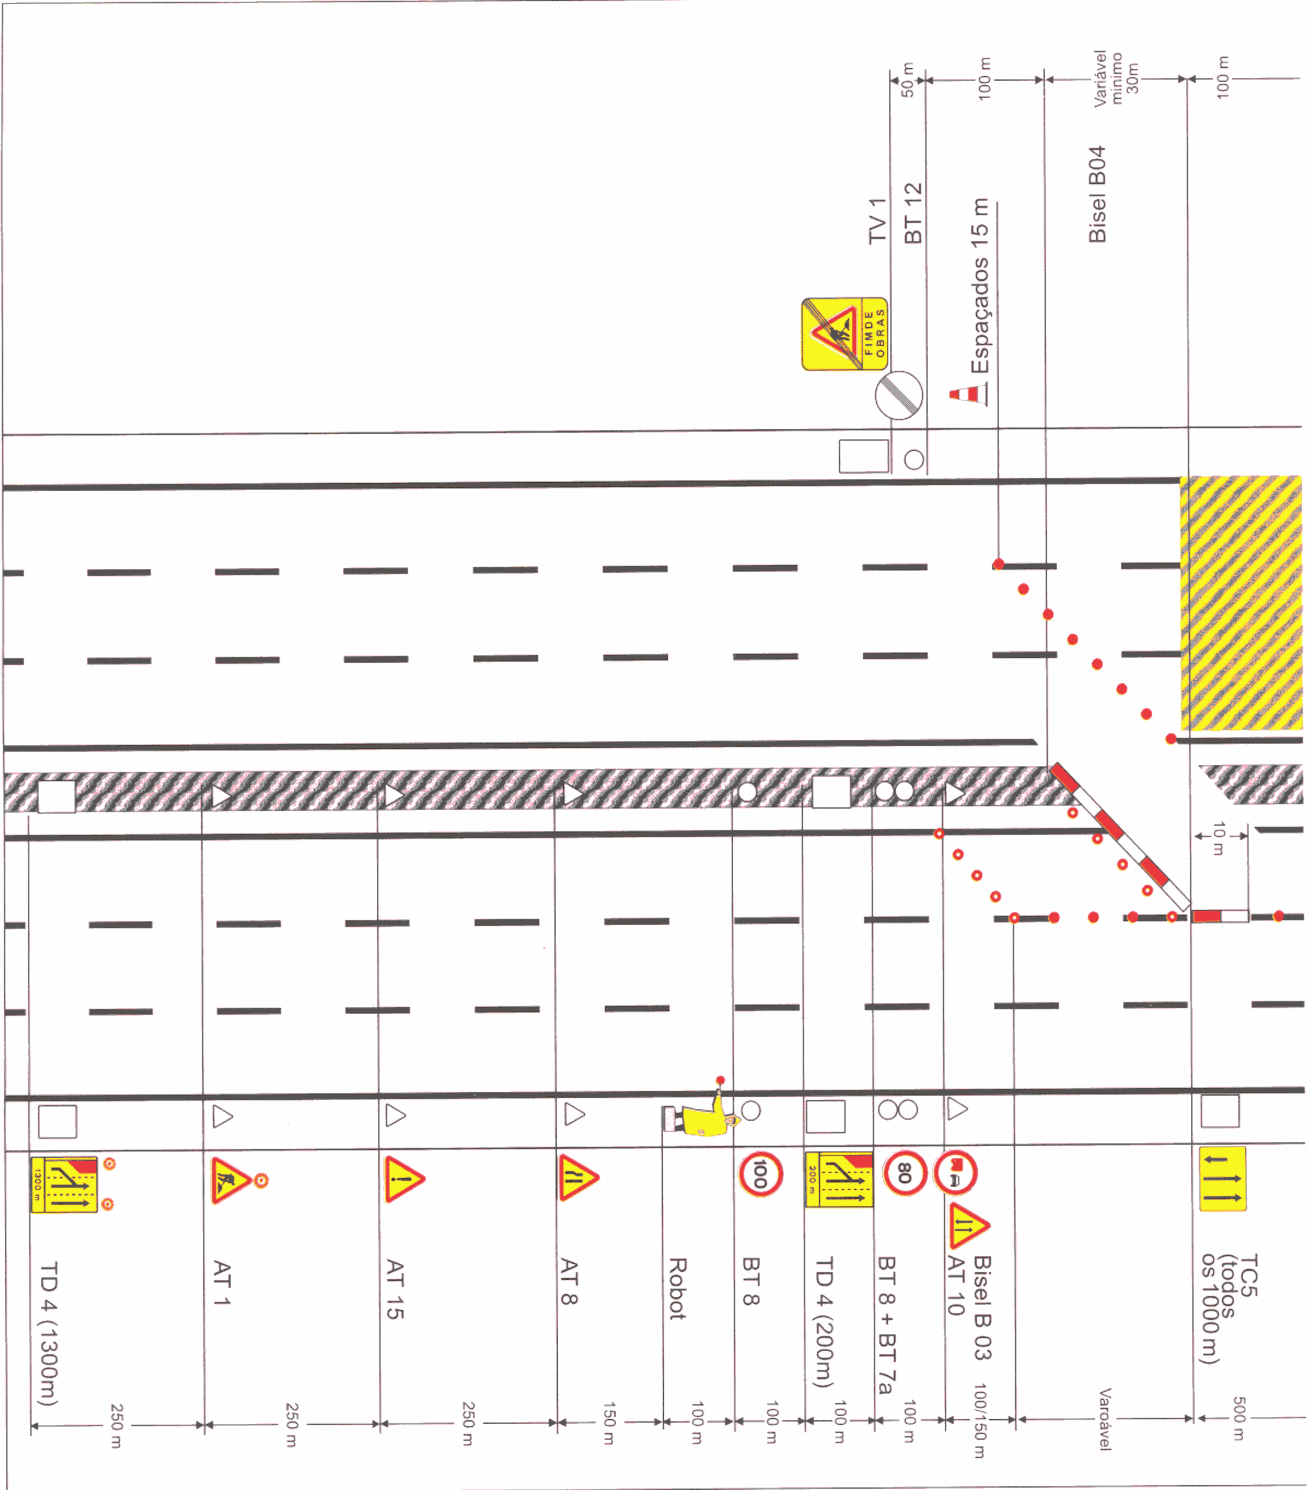 50 m
100 m
Variável
minimo
30m
100 m
TV 1
BT 12
Espaçados 15 m
Bisel B04
FIM DE
OBRAS
10 m
1300 m
100
200 m
80
TD 4 (1300m)
AT 1
AT 15
AT 8
Robot
BT 8
TD 4 (200m)
BT 8 + BT 7a
Bisel B 03
AT 10
TC5
(todos
os 1000 m)
250 m
250 m
250 m
150 m
100 m
100 m
100 m
100 m
100/150 m
Varoável
500 m